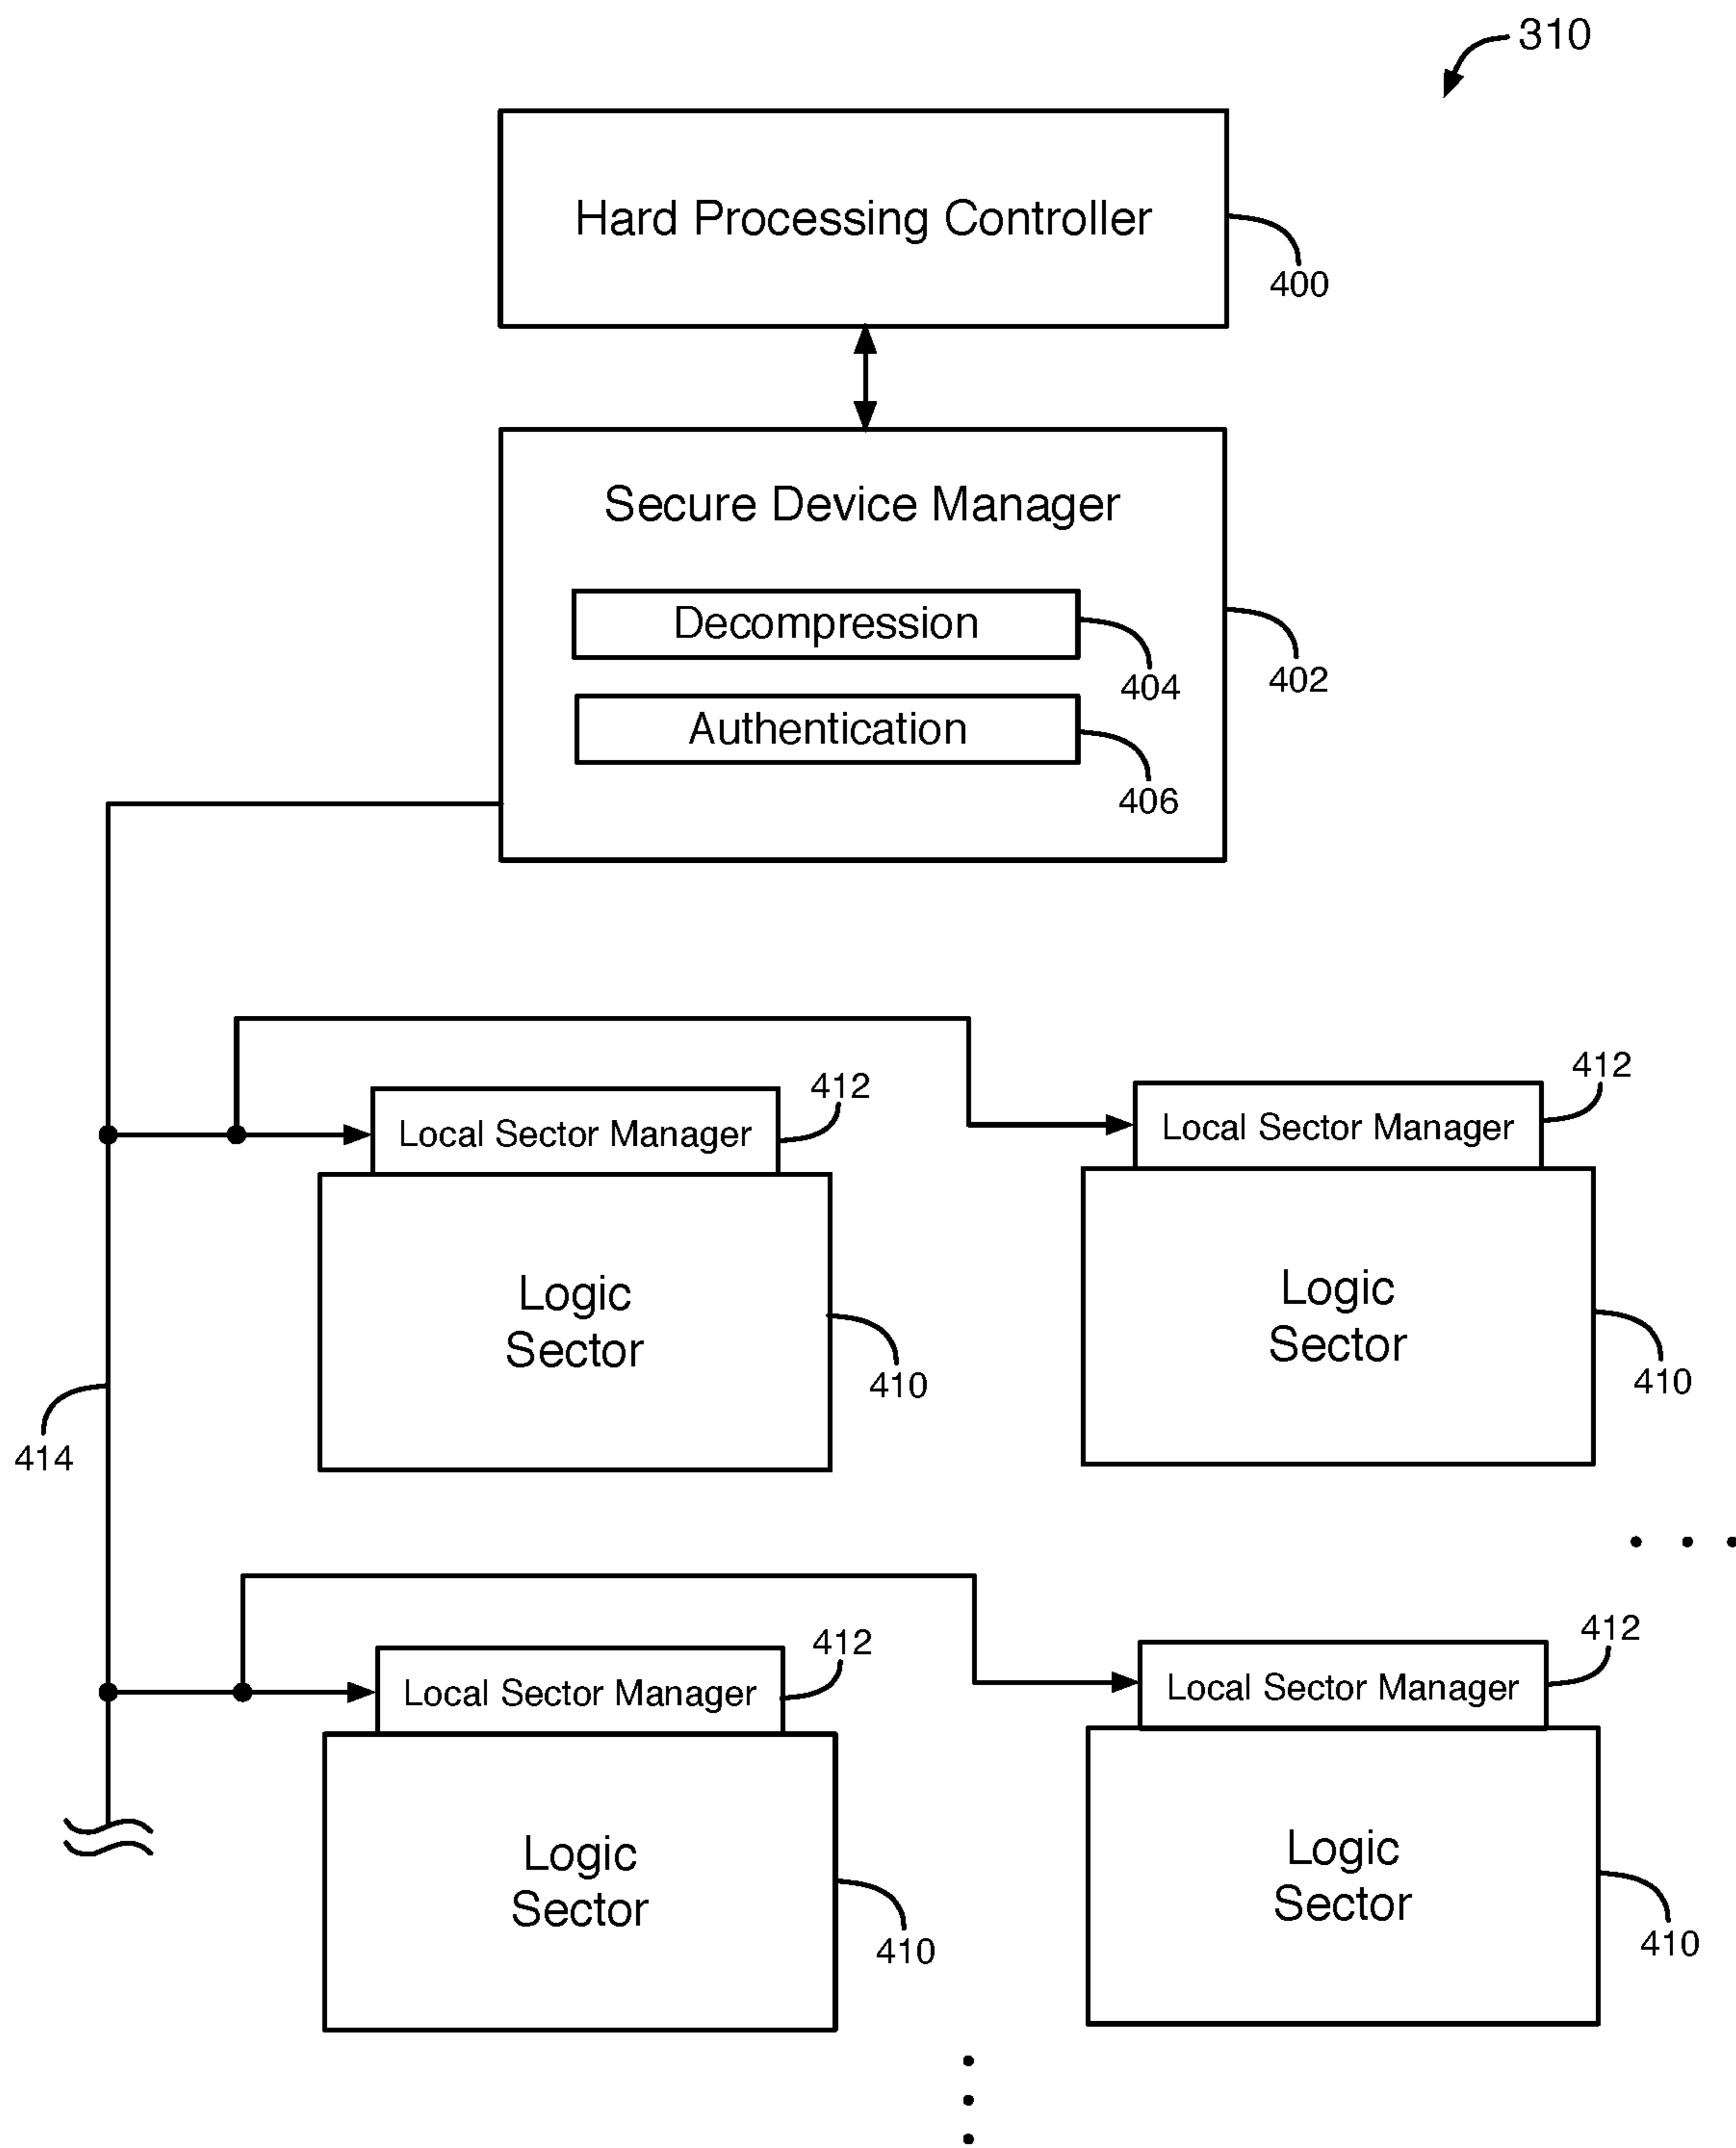 310
Hard Processing Controller
400
Secure Device Manager
Decompression
404
402
Authentication
406
412
Local Sector Manager
412
Local Sector Manager
Logic
Sector
410
Logic
Sector
410
414
412
Local Sector Manager
412
Local Sector Manager
Logic
Sector
410
Logic
Sector
410